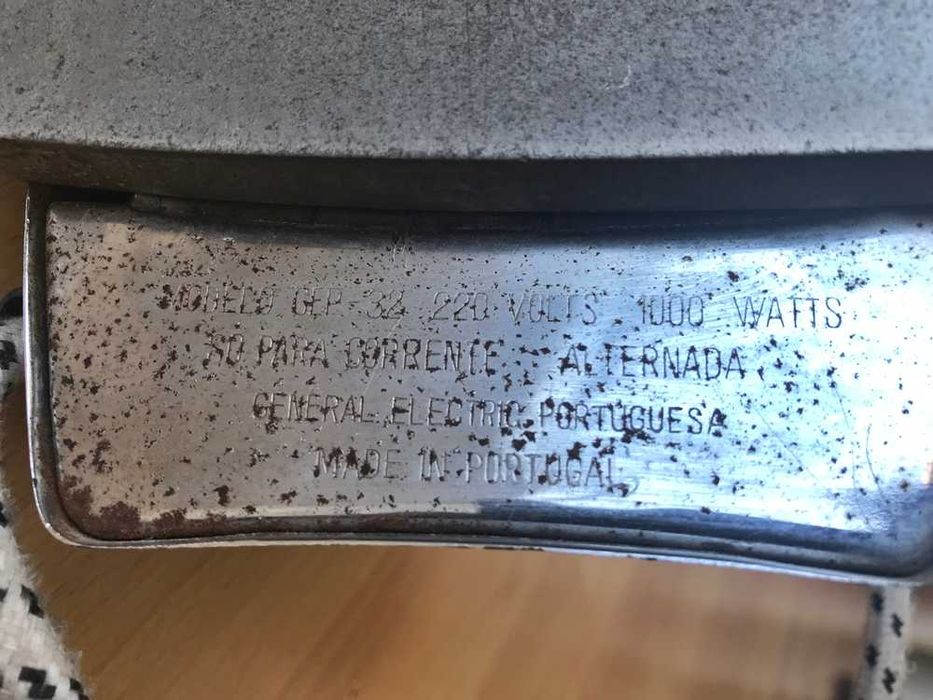 MODELO GEP-32 220 VOLTS 1000 WATTS
SO PARA CORRENTE - ALTERNADA
GENERAL ELECTRIC PORTUGUESA
MADE IN PORTUGAL